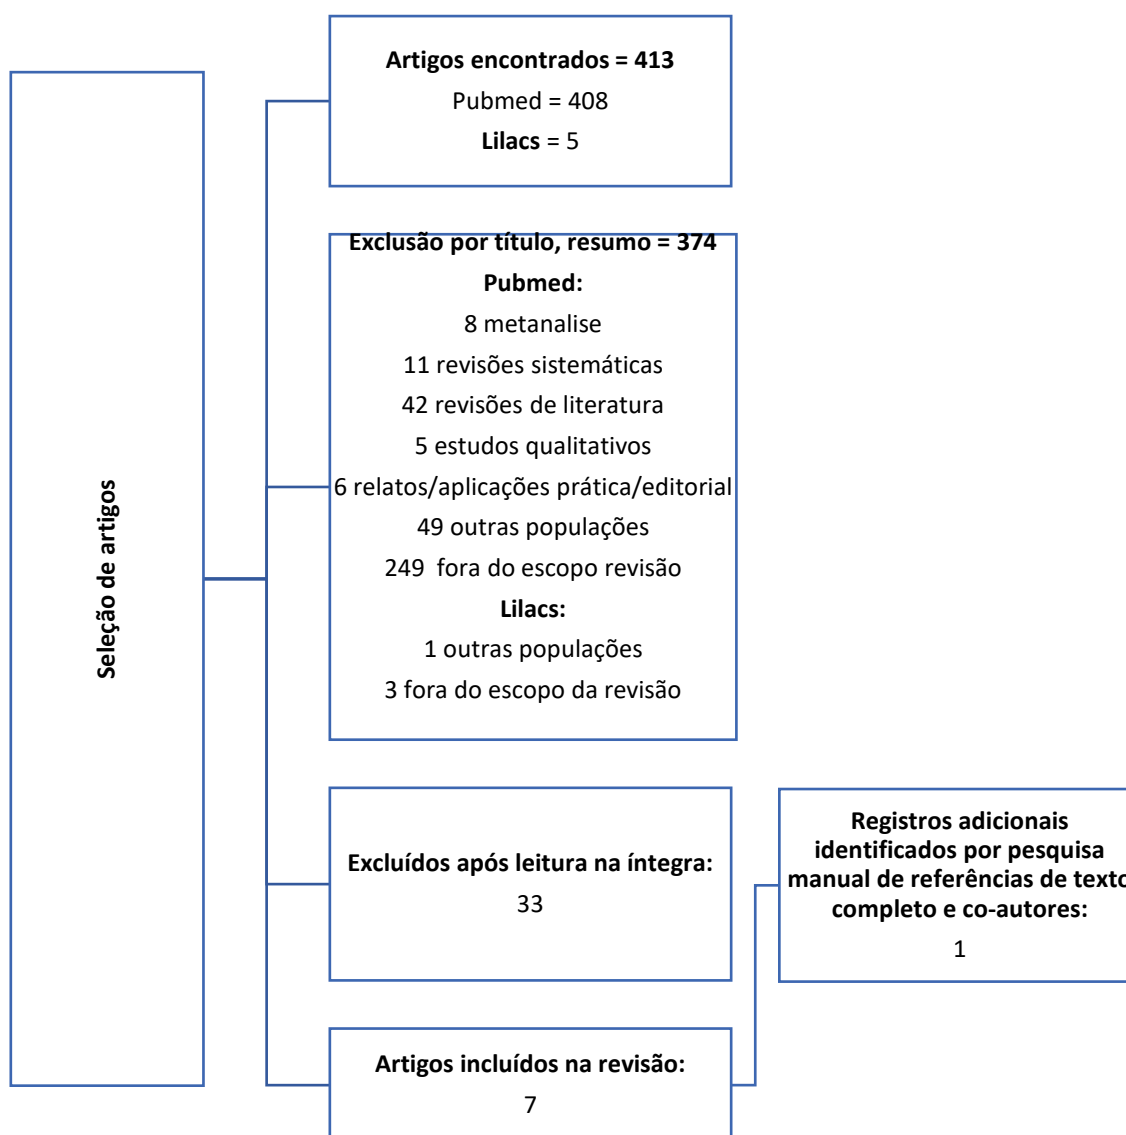 Seleção de artigos
Artigos encontrados = 413
Pubmed = 408
Lilacs = 5
Exclusão por título, resumo = 374
Pubmed:
8 metanalise
11 revisões sistemáticas
42 revisões de literatura
5 estudos qualitativos
6 relatos/aplicações prática/editorial
49 outras populações
249 fora do escopo revisão
Lilacs:
1 outras populações
3 fora do escopo da revisão
Excluídos após leitura na íntegra:
33
Registros adicionais
identificados por pesquisa
manual de referências de texto
completo e co-autores:
1
Artigos incluídos na revisão:
7